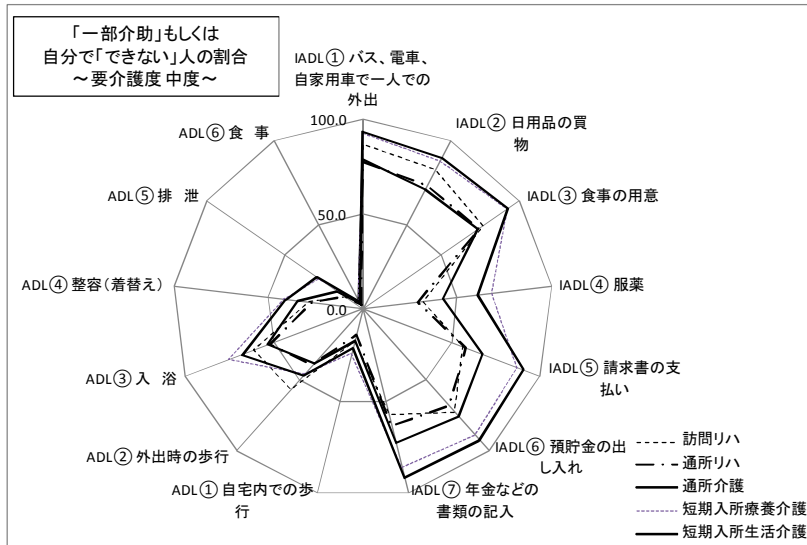 「一部介助」もしくは
自分で「できない」人の割合
～要介護度 中度～
IADL① バス、電車、
自家用車で一人での
外出
IADL② 日用品の買
物
IADL③ 食事の用意
IADL④ 服薬
IADL⑤ 請求書の支
払い
IADL⑥ 預貯金の出
し入れ
IADL⑦ 年金などの
書類の記入
ADL① 自宅内での歩
行
ADL② 外出時の歩行
ADL③ 入 浴
ADL④ 整容（着替え）
ADL⑤ 排 泄
ADL⑥ 食 事
100.0
50.0
0.0
訪問リハ
通所リハ
通所介護
短期入所療養介護
短期入所生活介護